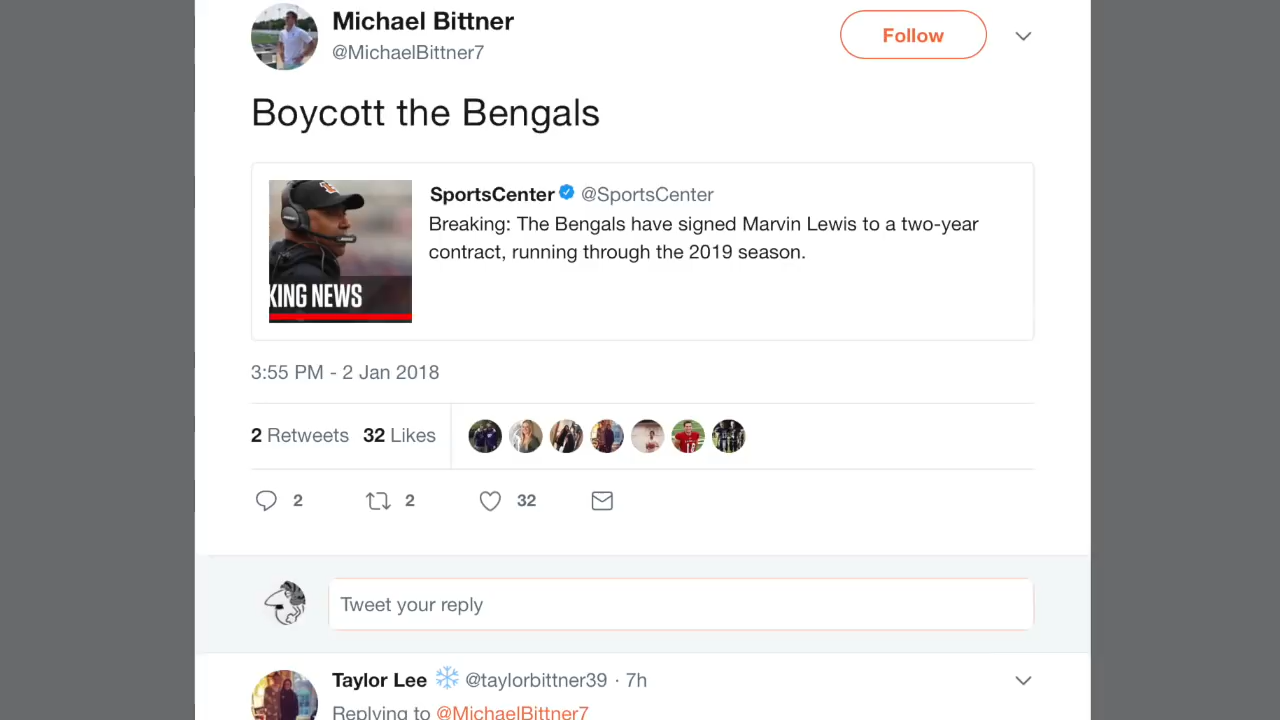 Michael Bittner
@MichaelBittner7
Follow
Boycott the Bengals
SportsCenter @SportsCenter
Breaking: The Bengals have signed Marvin Lewis to a two-year
contract, running through the 2019 season.
KING NEWS
3:55 PM - 2 Jan 2018
2 Retweets 32 Likes
2 2 32
Tweet your reply
Taylor Lee @taylorbittner39 · 7h
Replying to @MichaelBittner7